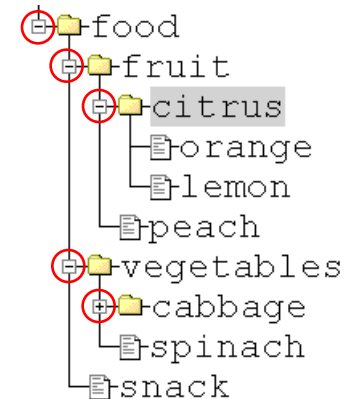 food
fruit
citrus
orange
lemon
peach
vegetables
cabbage
spinach
snack